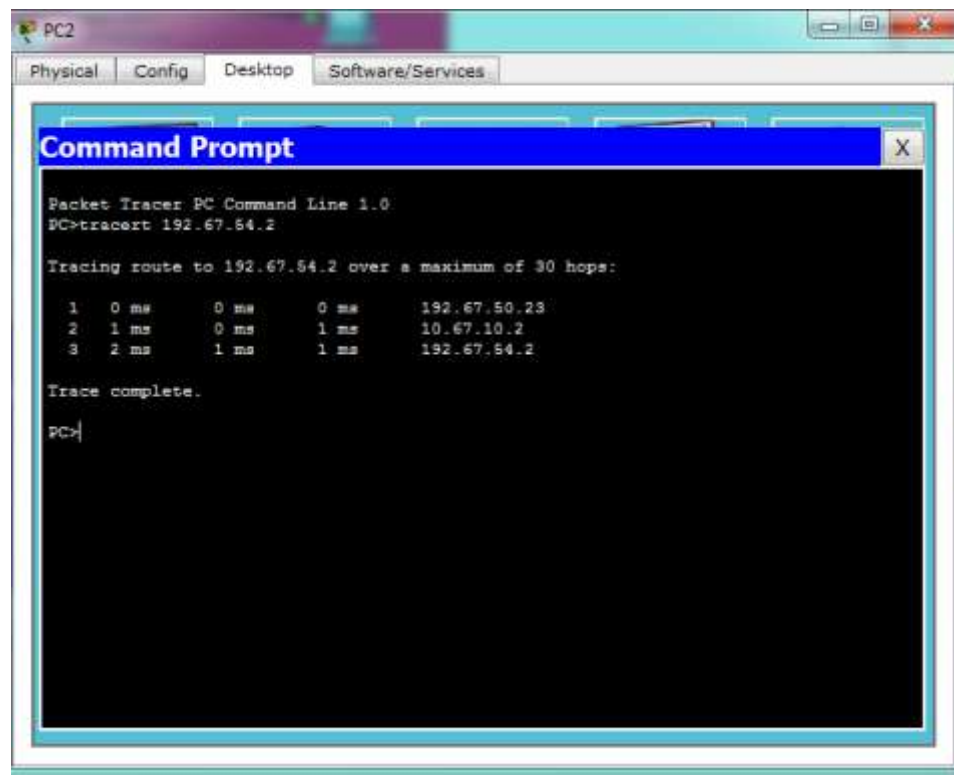 PC2
Physical Config Desktop Software/Services
Command Prompt X
Packet Tracer PC Command Line 1.0
PC>tracert 192.67.54.2
Tracing route to 192.67.54.2 over a maximum of 30 hops:
1 0 ms 0 ms 0 ms 192.67.50.23
2 1 ms 0 ms 1 ms 10.67.10.2
3 2 ms 1 ms 1 ms 192.67.54.2
Trace complete.
PC>